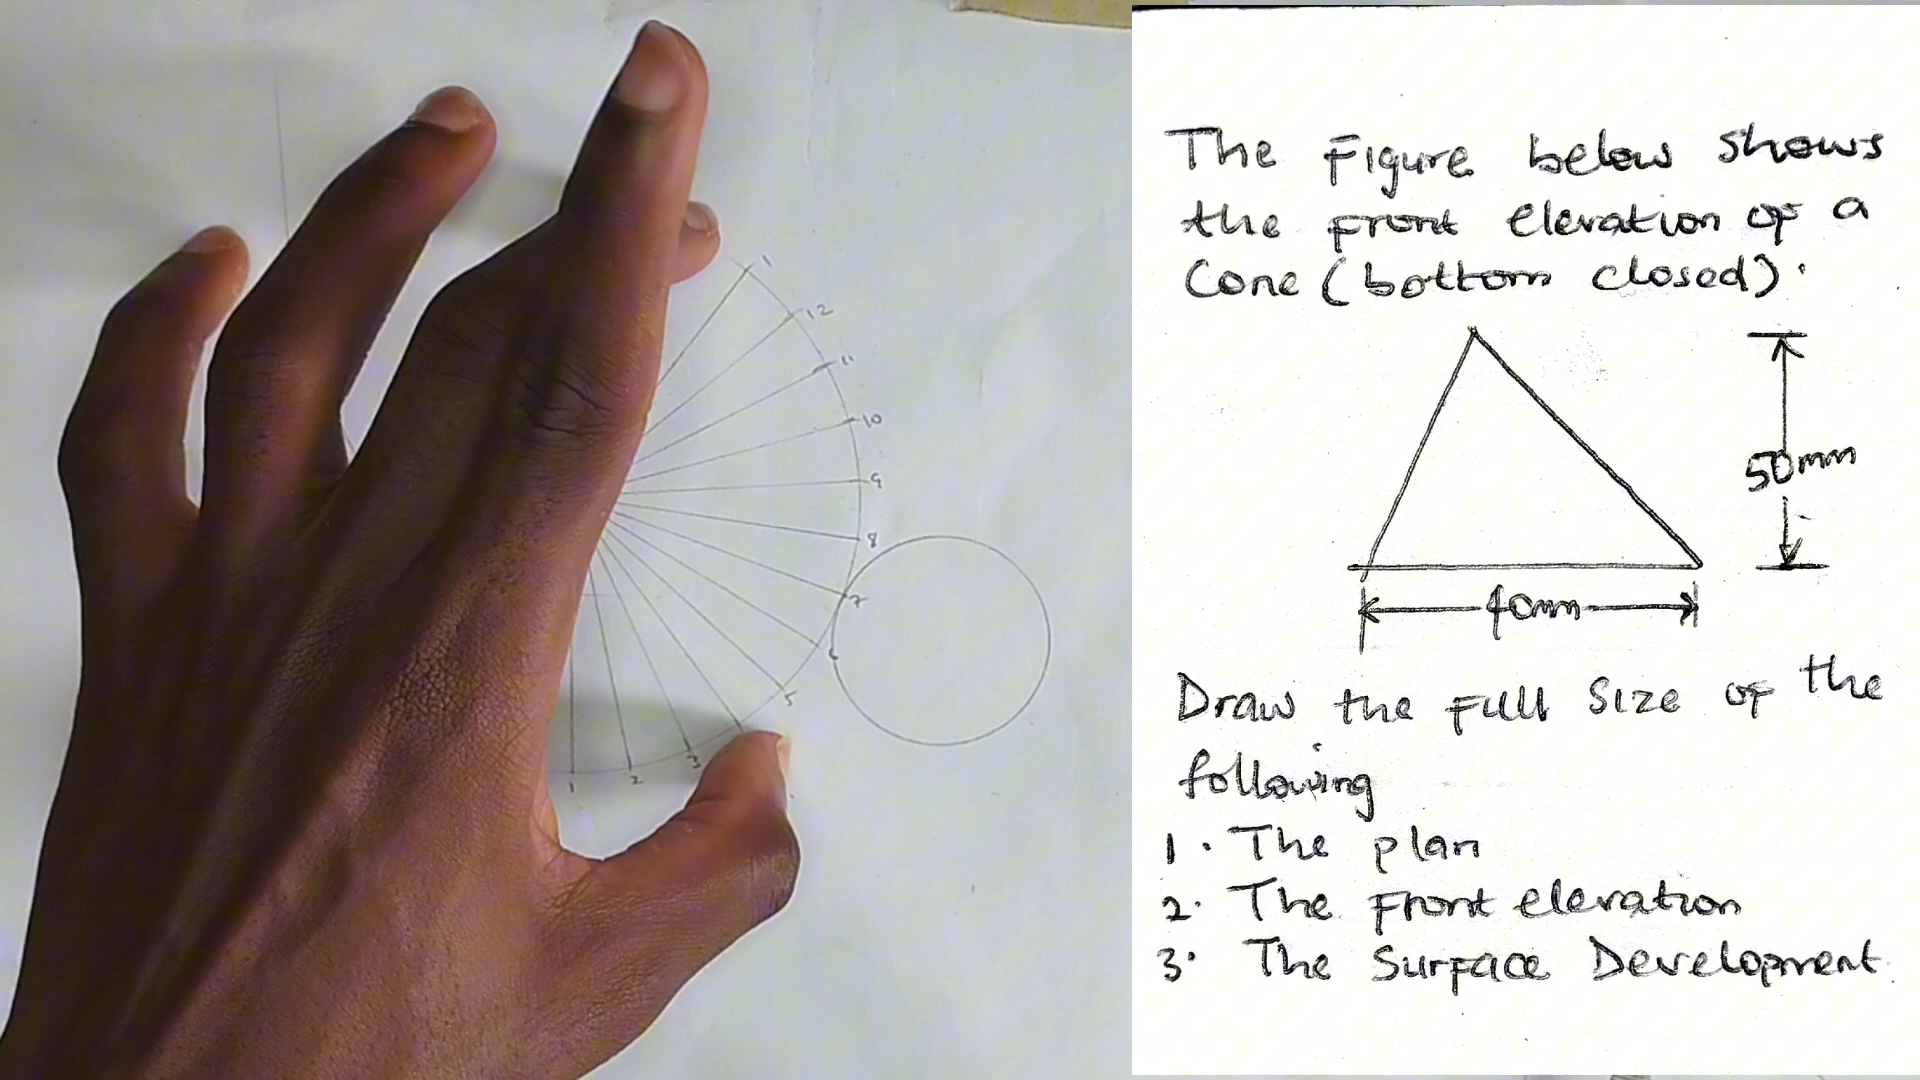 1
12
11
10
9
8
7
6
5
3
2
1
The Figure below shows
the front elevation of a
Cone (bottom closed).
50mm
40mm
Draw the full size of the
following
1. The plan
2. The Front elevation
3. The Surface Development